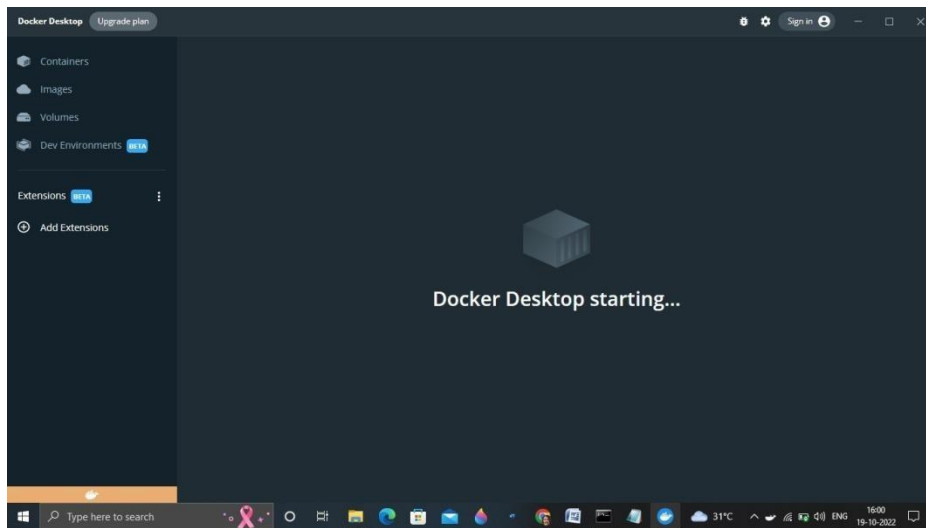 Docker Desktop Upgrade plan Sign in
Containers
Images
Volumes
Dev Environments BETA
Extensions BETA
Add Extensions
Docker Desktop starting...
Type here to search 31°C ENG 16:00
19-10-2022